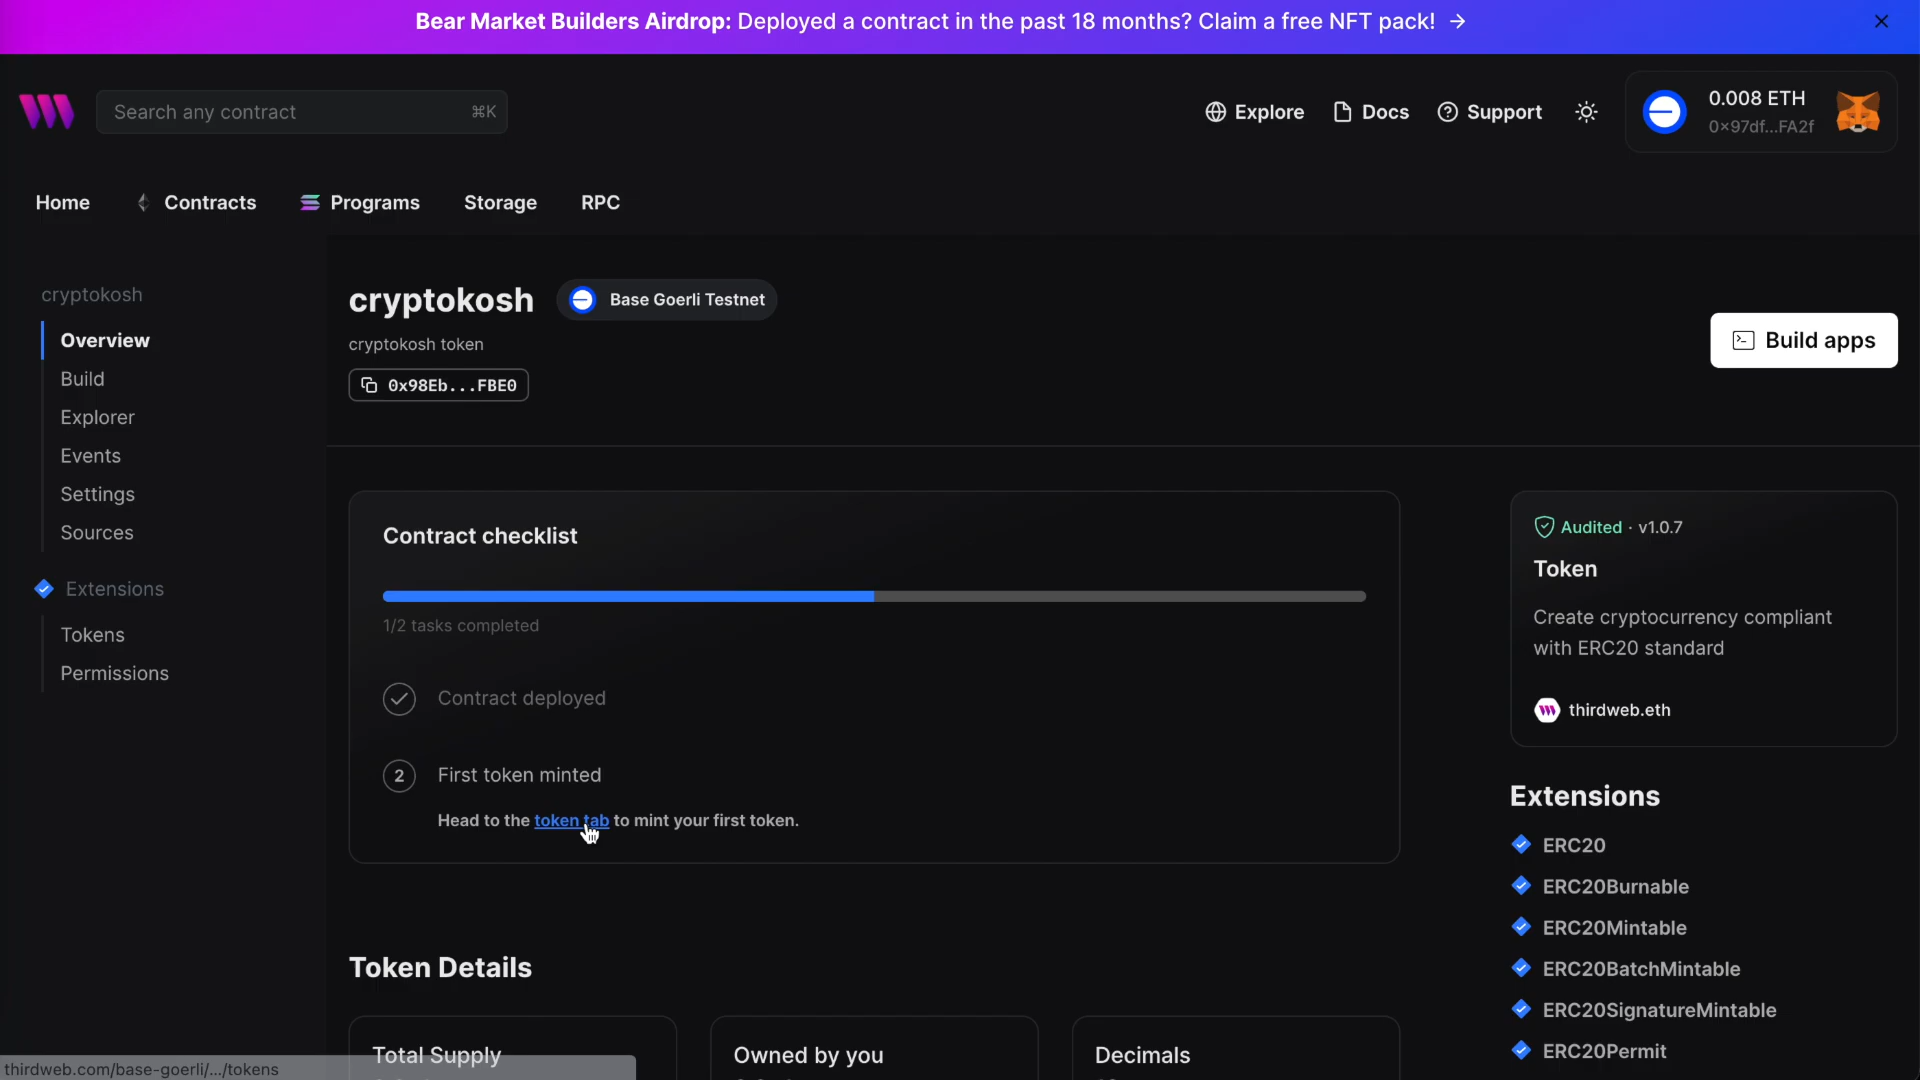 Bear Market Builders Airdrop: Deployed a contract in the past 18 months? Claim a free NFT pack! →
Search any contract ⌘K
Explore
Docs
Support
0.008 ETH
0x97df...FA2f
Home
Contracts
Programs
Storage
RPC
cryptokosh
Overview
Build
Explorer
Events
Settings
Sources
Extensions
Tokens
Permissions
cryptokosh
Base Goerli Testnet
cryptokosh token
0x98Eb...FBE0
Build apps
Contract checklist
1/2 tasks completed
Contract deployed
2 First token minted
Head to the token tab to mint your first token.
Token Details
Total Supply
Owned by you
Decimals
Audited · v1.0.7
Token
Create cryptocurrency compliant
with ERC20 standard
thirdweb.eth
Extensions
ERC20
ERC20Burnable
ERC20Mintable
ERC20BatchMintable
ERC20SignatureMintable
ERC20Permit
thirdweb.com/base-goerli/.../tokens